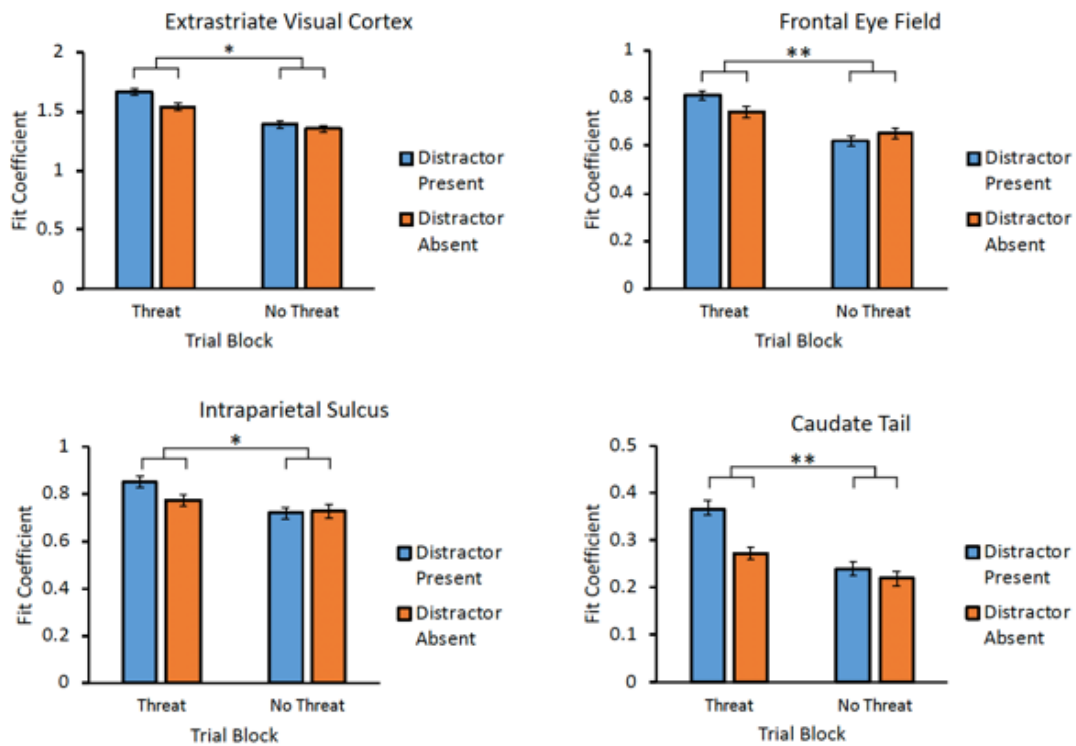 Extrastriate Visual Cortex
*
2
1.5
1
0.5
0
Fit Coefficient
Threat
No Threat
Trial Block
Distractor
Present
Distractor
Absent
Frontal Eye Field
**
1
0.8
0.6
0.4
0.2
0
Fit Coefficient
Threat
No Threat
Trial Block
Distractor
Present
Distractor
Absent
Intraparietal Sulcus
*
1
0.8
0.6
0.4
0.2
0
Fit Coefficient
Threat
No Threat
Trial Block
Distractor
Present
Distractor
Absent
Caudate Tail
**
0.5
0.4
0.3
0.2
0.1
0
Fit Coefficient
Threat
No Threat
Trial Block
Distractor
Present
Distractor
Absent